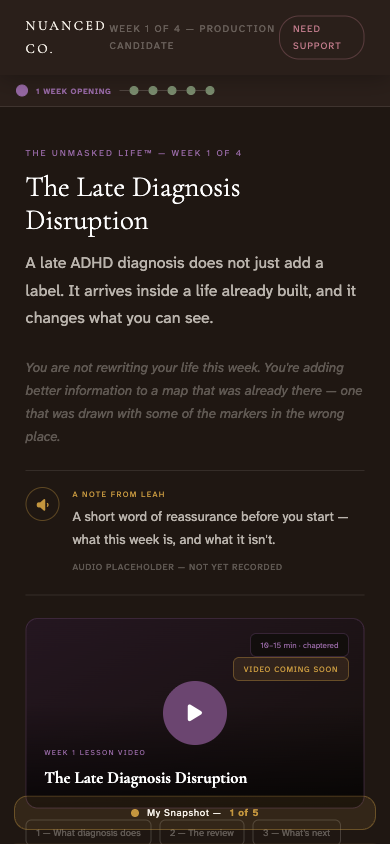 NUANCED
CO.
WEEK 1 OF 4 — PRODUCTION
CANDIDATE
NEED
SUPPORT
1 WEEK OPENING
THE UNMASKED LIFE™ — WEEK 1 OF 4
The Late Diagnosis
Disruption
A late ADHD diagnosis does not just add a
label. It arrives inside a life already built, and it
changes what you can see.
You are not rewriting your life this week. You're adding
better information to a map that was already there — one
that was drawn with some of the markers in the wrong
place.
A NOTE FROM LEAH
A short word of reassurance before you start —
what this week is, and what it isn't.
AUDIO PLACEHOLDER — NOT YET RECORDED
10–15 min · chaptered
VIDEO COMING SOON
WEEK 1 LESSON VIDEO
The Late Diagnosis Disruption
My Snapshot — 1 of 5
1 — What diagnosis does
2 — The review
3 — What's next